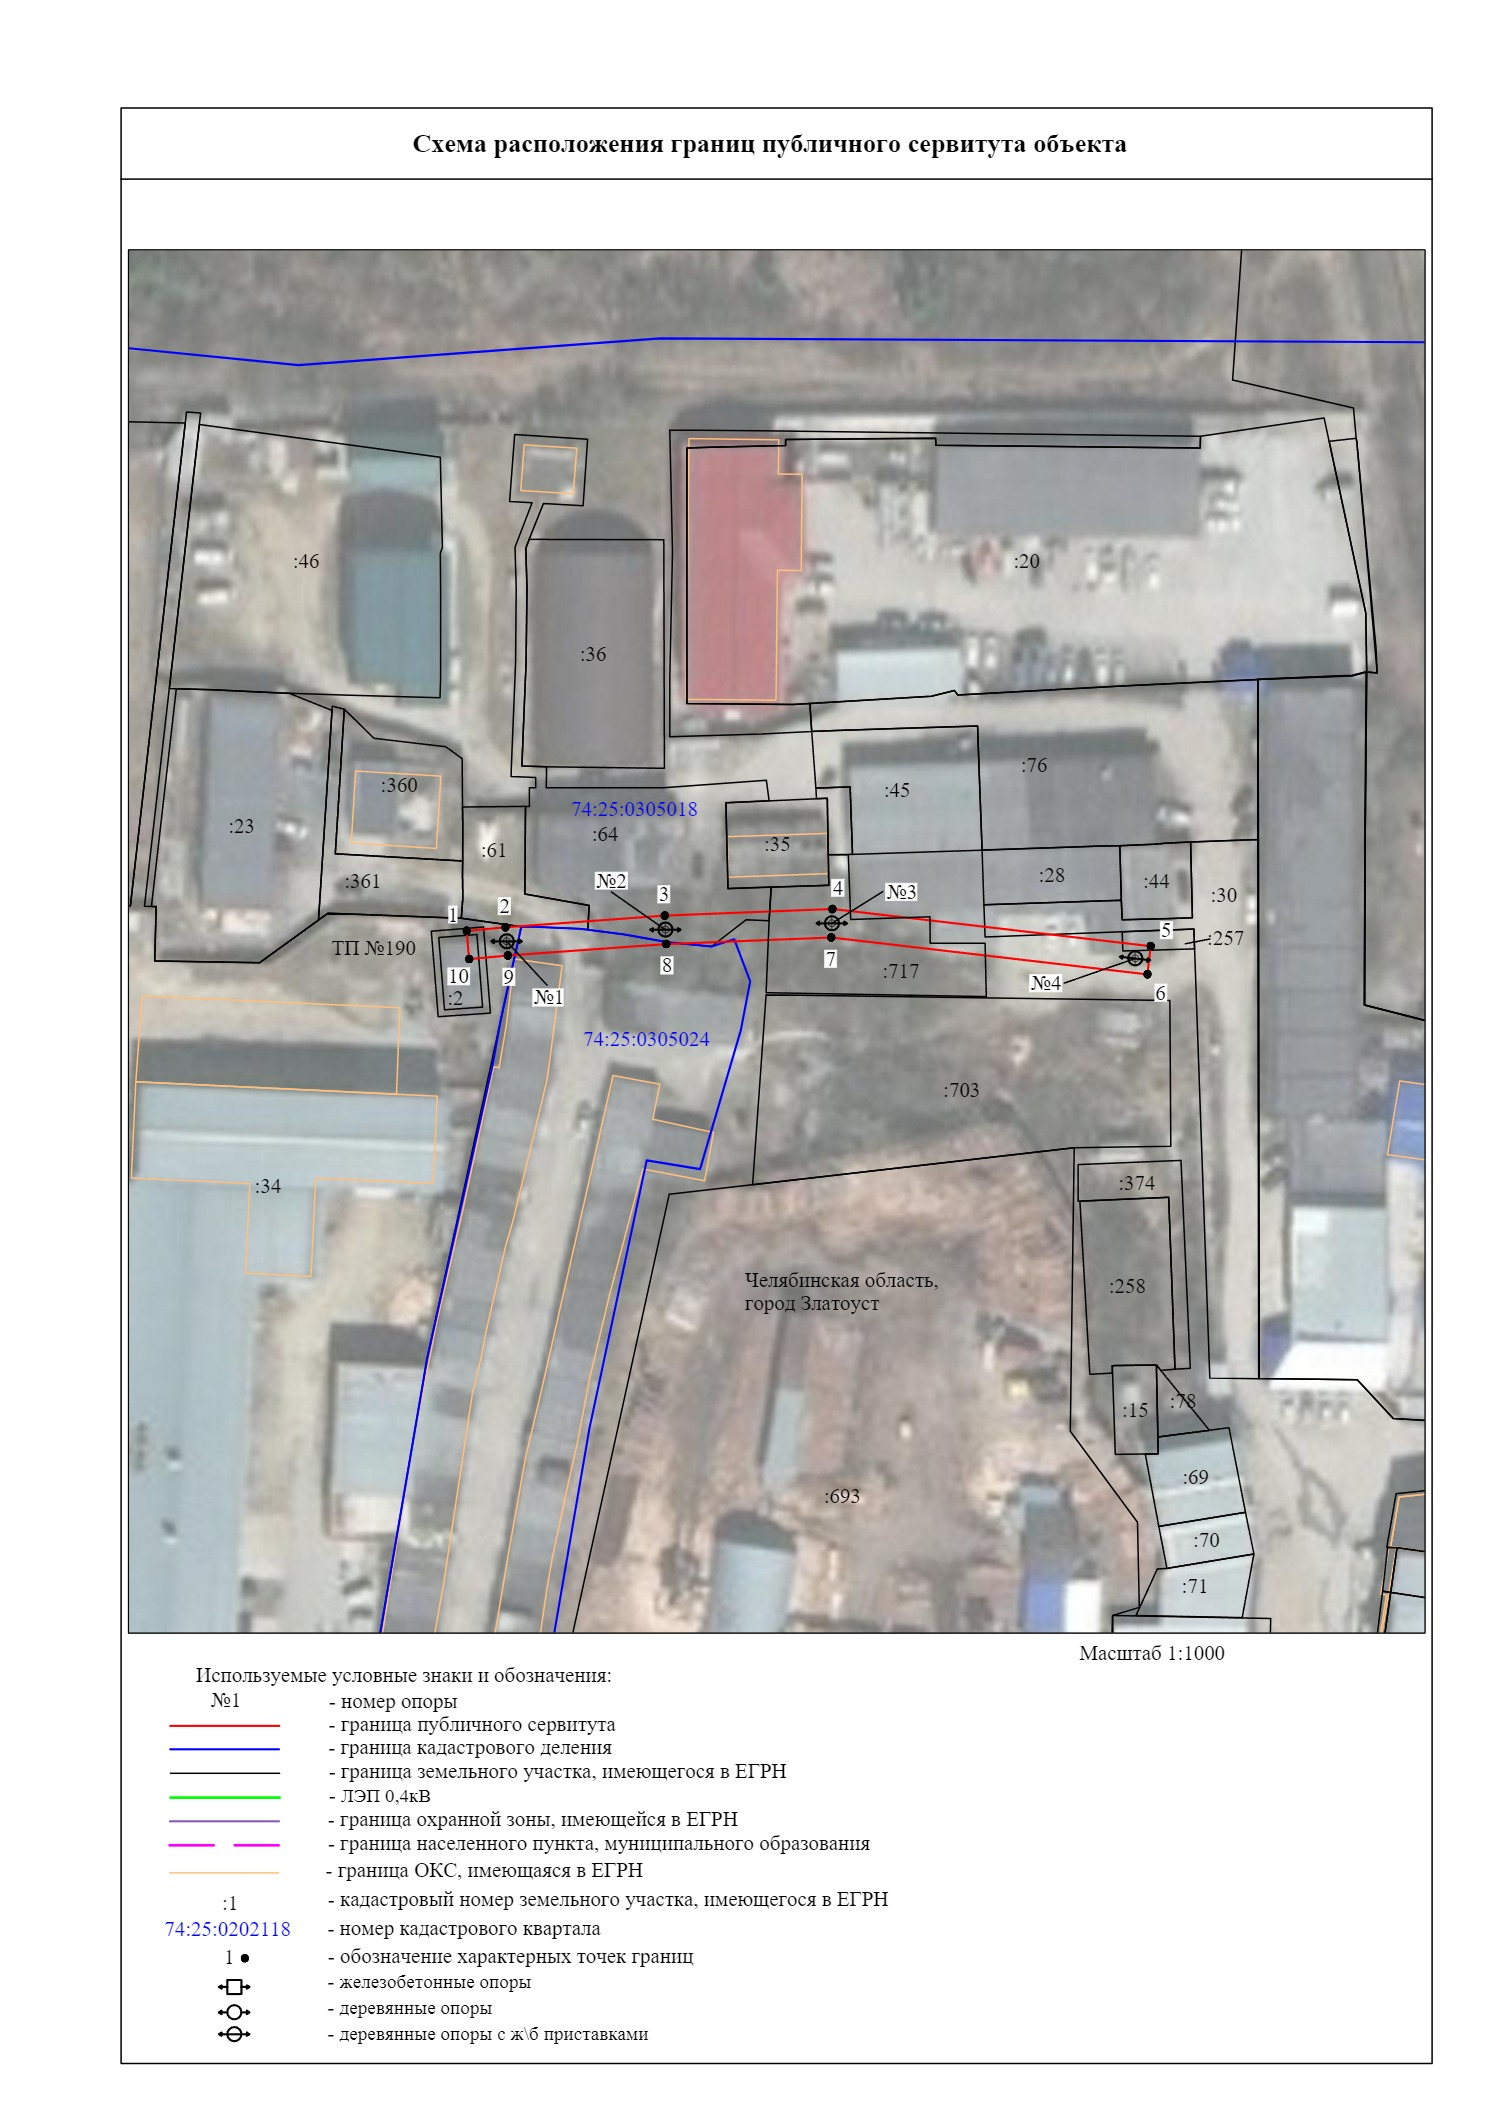 Схема расположения границ публичного сервитута объекта
:46
:20
:36
:360
:76
:45
74:25:0305018
:23
:64
:35
:61
:361
:28
:44
:30
№2
№3
1
2
3
4
5
:257
ТП №190
10
9
8
7
:717
№4
6
:2
№1
74:25:0305024
:703
:34
:374
Челябинская область,
город Златоуст
:258
:15
:78
:69
:693
:70
:71
Масштаб 1:1000
Используемые условные знаки и обозначения:
№1 - номер опоры
- граница публичного сервитута
- граница кадастрового деления
- граница земельного участка, имеющегося в ЕГРН
- ЛЭП 0,4кВ
- граница охранной зоны, имеющейся в ЕГРН
- граница населенного пункта, муниципального образования
- граница ОКС, имеющаяся в ЕГРН
:1 - кадастровый номер земельного участка, имеющегося в ЕГРН
74:25:0202118 - номер кадастрового квартала
1 - обозначение характерных точек границ
- железобетонные опоры
- деревянные опоры
- деревянные опоры с ж\б приставками